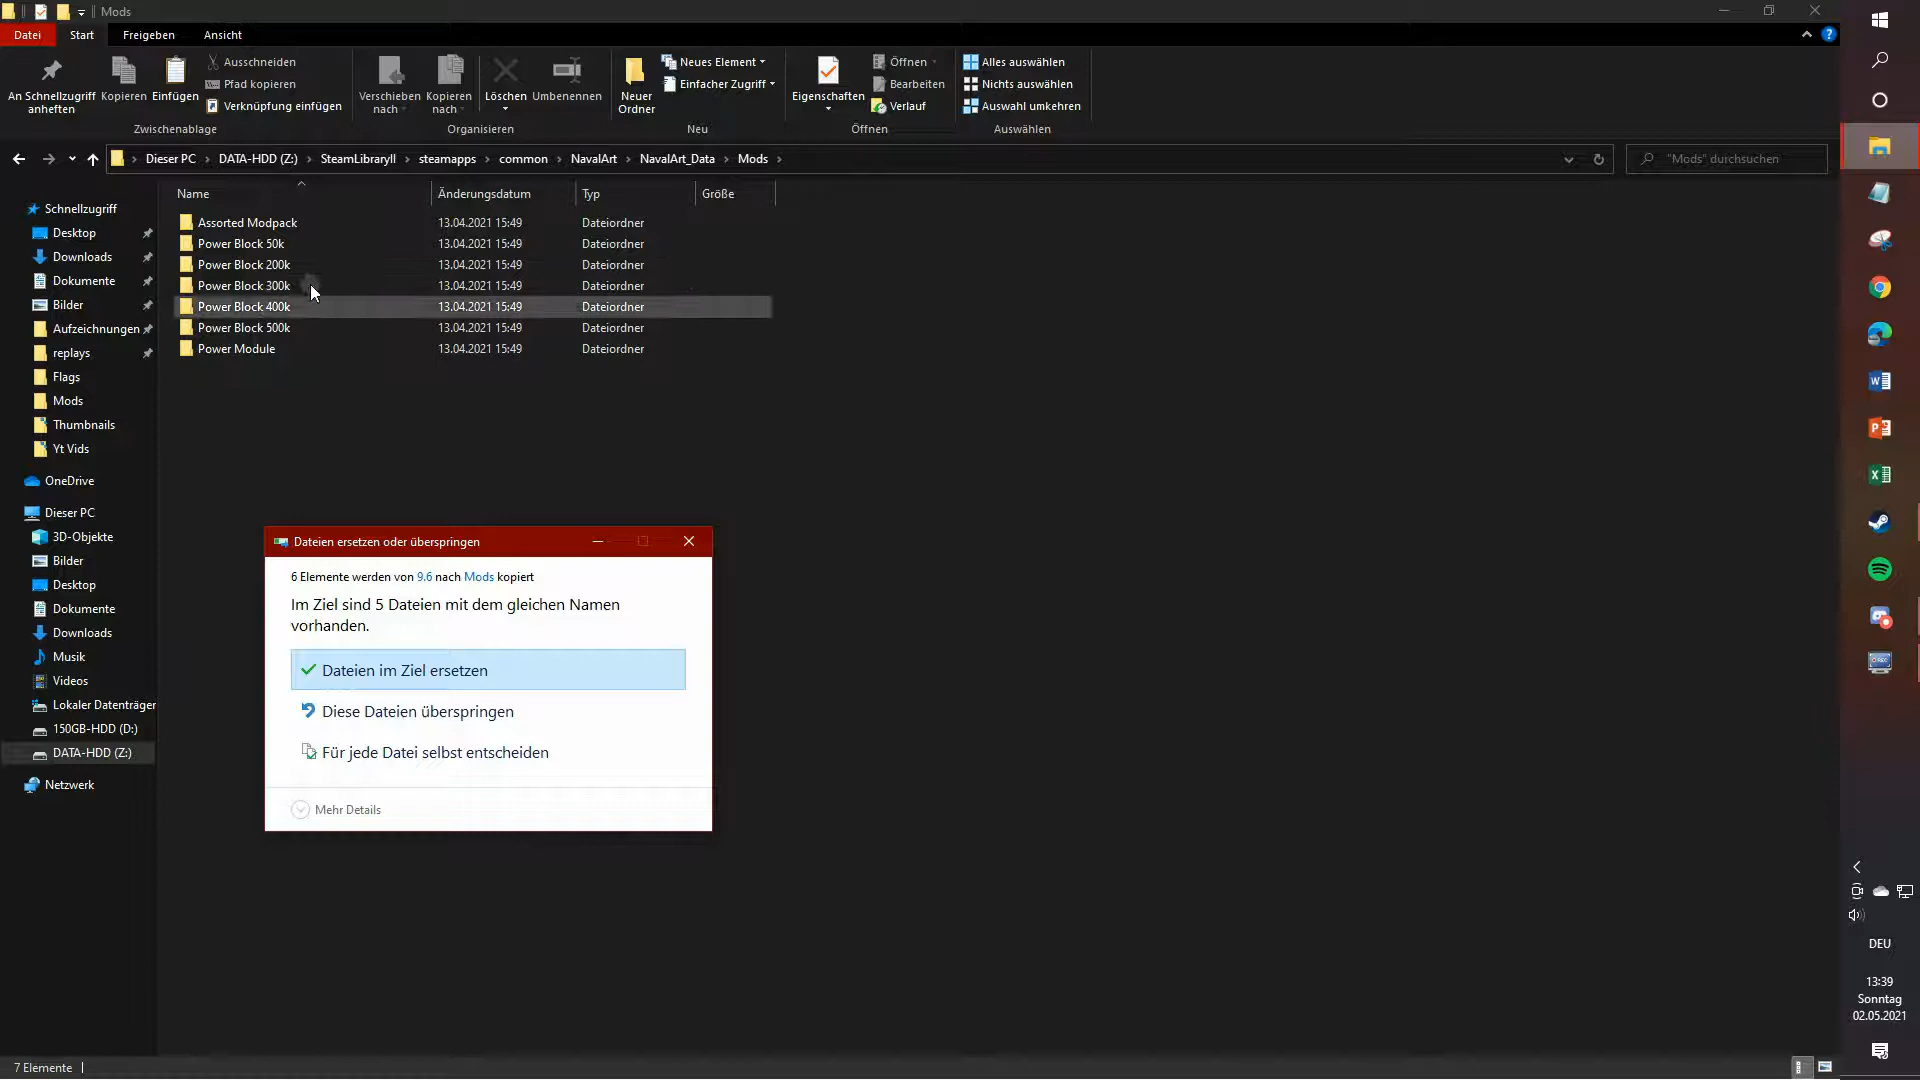 Mods
Datei Start Freigeben Ansicht
An Schnellzugriff anheften
Kopieren
Einfügen
Ausschneiden
Pfad kopieren
Verknüpfung einfügen
Zwischenablage
Verschieben nach
Kopieren nach
Löschen
Umbenennen
Organisieren
Neuer Ordner
Neues Element
Einfacher Zugriff
Neu
Eigenschaften
Öffnen
Bearbeiten
Verlauf
Öffnen
Alles auswählen
Nichts auswählen
Auswahl umkehren
Auswählen
Dieser PC › DATA-HDD (Z:) › SteamLibraryII › steamapps › common › NavalArt › NavalArt_Data › Mods ›
"Mods" durchsuchen
Name Änderungsdatum Typ Größe
Assorted Modpack 13.04.2021 15:49 Dateiordner
Power Block 50k 13.04.2021 15:49 Dateiordner
Power Block 200k 13.04.2021 15:49 Dateiordner
Power Block 300k 13.04.2021 15:49 Dateiordner
Power Block 400k 13.04.2021 15:49 Dateiordner
Power Block 500k 13.04.2021 15:49 Dateiordner
Power Module 13.04.2021 15:49 Dateiordner
Schnellzugriff
Desktop
Downloads
Dokumente
Bilder
Aufzeichnungen
replays
Flags
Mods
Thumbnails
Yt Vids
OneDrive
Dieser PC
3D-Objekte
Bilder
Desktop
Dokumente
Downloads
Musik
Videos
Lokaler Datenträger
150GB-HDD (D:)
DATA-HDD (Z:)
Netzwerk
Dateien ersetzen oder überspringen
6 Elemente werden von 9.6 nach Mods kopiert
Im Ziel sind 5 Dateien mit dem gleichen Namen
vorhanden.
Dateien im Ziel ersetzen
Diese Dateien überspringen
Für jede Datei selbst entscheiden
Mehr Details
DEU
13:39
Sonntag
02.05.2021
7 Elemente